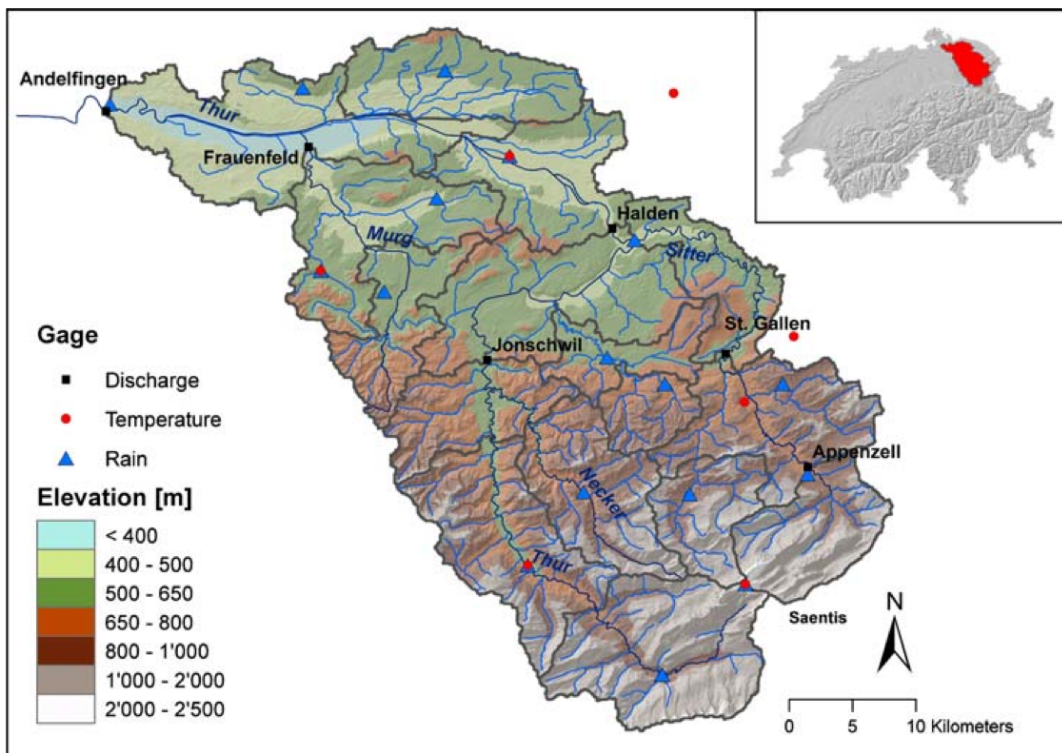 Andelfingen
Thur
Frauenfeld
Murg
Halden
Sitter
St. Gallen
Jonschwil
Appenzell
Necker
Thur
Saentis
Gage
Discharge
Temperature
Rain
Elevation [m]
< 400
400 - 500
500 - 650
650 - 800
800 - 1'000
1'000 - 2'000
2'000 - 2'500
N
0 5 10 Kilometers